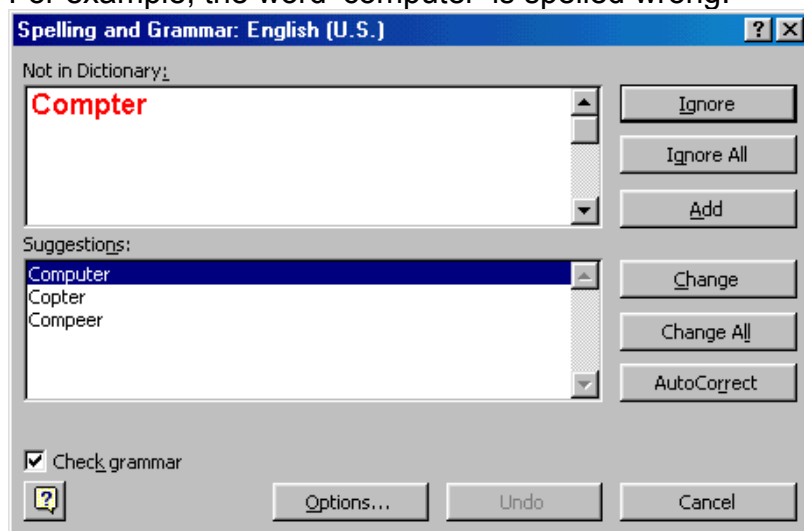 For example, the word computer is spelled wrong.
Spelling and Grammar: English (U.S.)
Not in Dictionary:
Compter
Ignore
Ignore All
Add
Suggestions:
Computer
Copter
Compeer
Change
Change All
AutoCorrect
Check grammar
Options...
Undo
Cancel